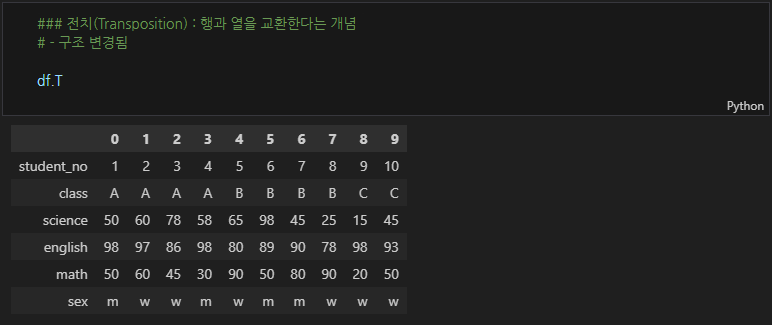 ### 전치(Transposition) : 행과 열을 교환한다는 개념
# - 구조 변경됨
df.T
Python
0 1 2 3 4 5 6 7 8 9
student_no 1 2 3 4 5 6 7 8 9 10
class A A A A B B B B C C
science 50 60 78 58 65 98 45 25 15 45
english 98 97 86 98 80 89 90 78 98 93
math 50 60 45 30 90 50 80 90 20 50
sex m w w m w m m w w w